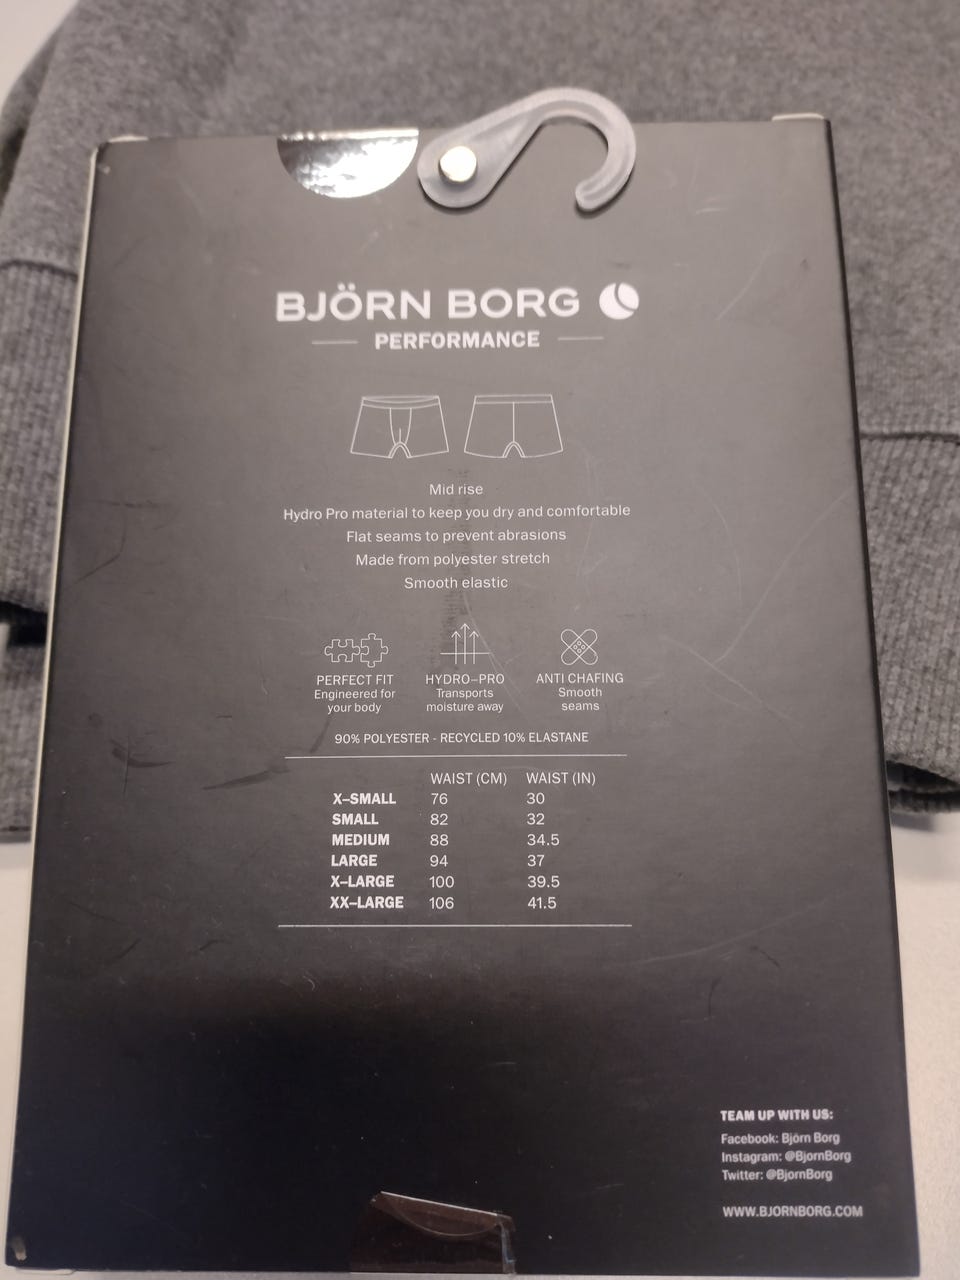 BJÖRN BORG
PERFORMANCE
Mid rise
Hydro Pro material to keep you dry and comfortable
Flat seams to prevent abrasions
Made from polyester stretch
Smooth elastic
PERFECT FIT
Engineered for
your body
HYDRO–PRO
Transports
moisture away
ANTI CHAFING
Smooth
seams
90% POLYESTER - RECYCLED 10% ELASTANE
WAIST (CM) WAIST (IN)
X–SMALL 76 30
SMALL 82 32
MEDIUM 88 34.5
LARGE 94 37
X–LARGE 100 39.5
XX–LARGE 106 41.5
TEAM UP WITH US:
Facebook: Björn Borg
Instagram: @BjornBorg
Twitter: @BjornBorg
WWW.BJORNBORG.COM